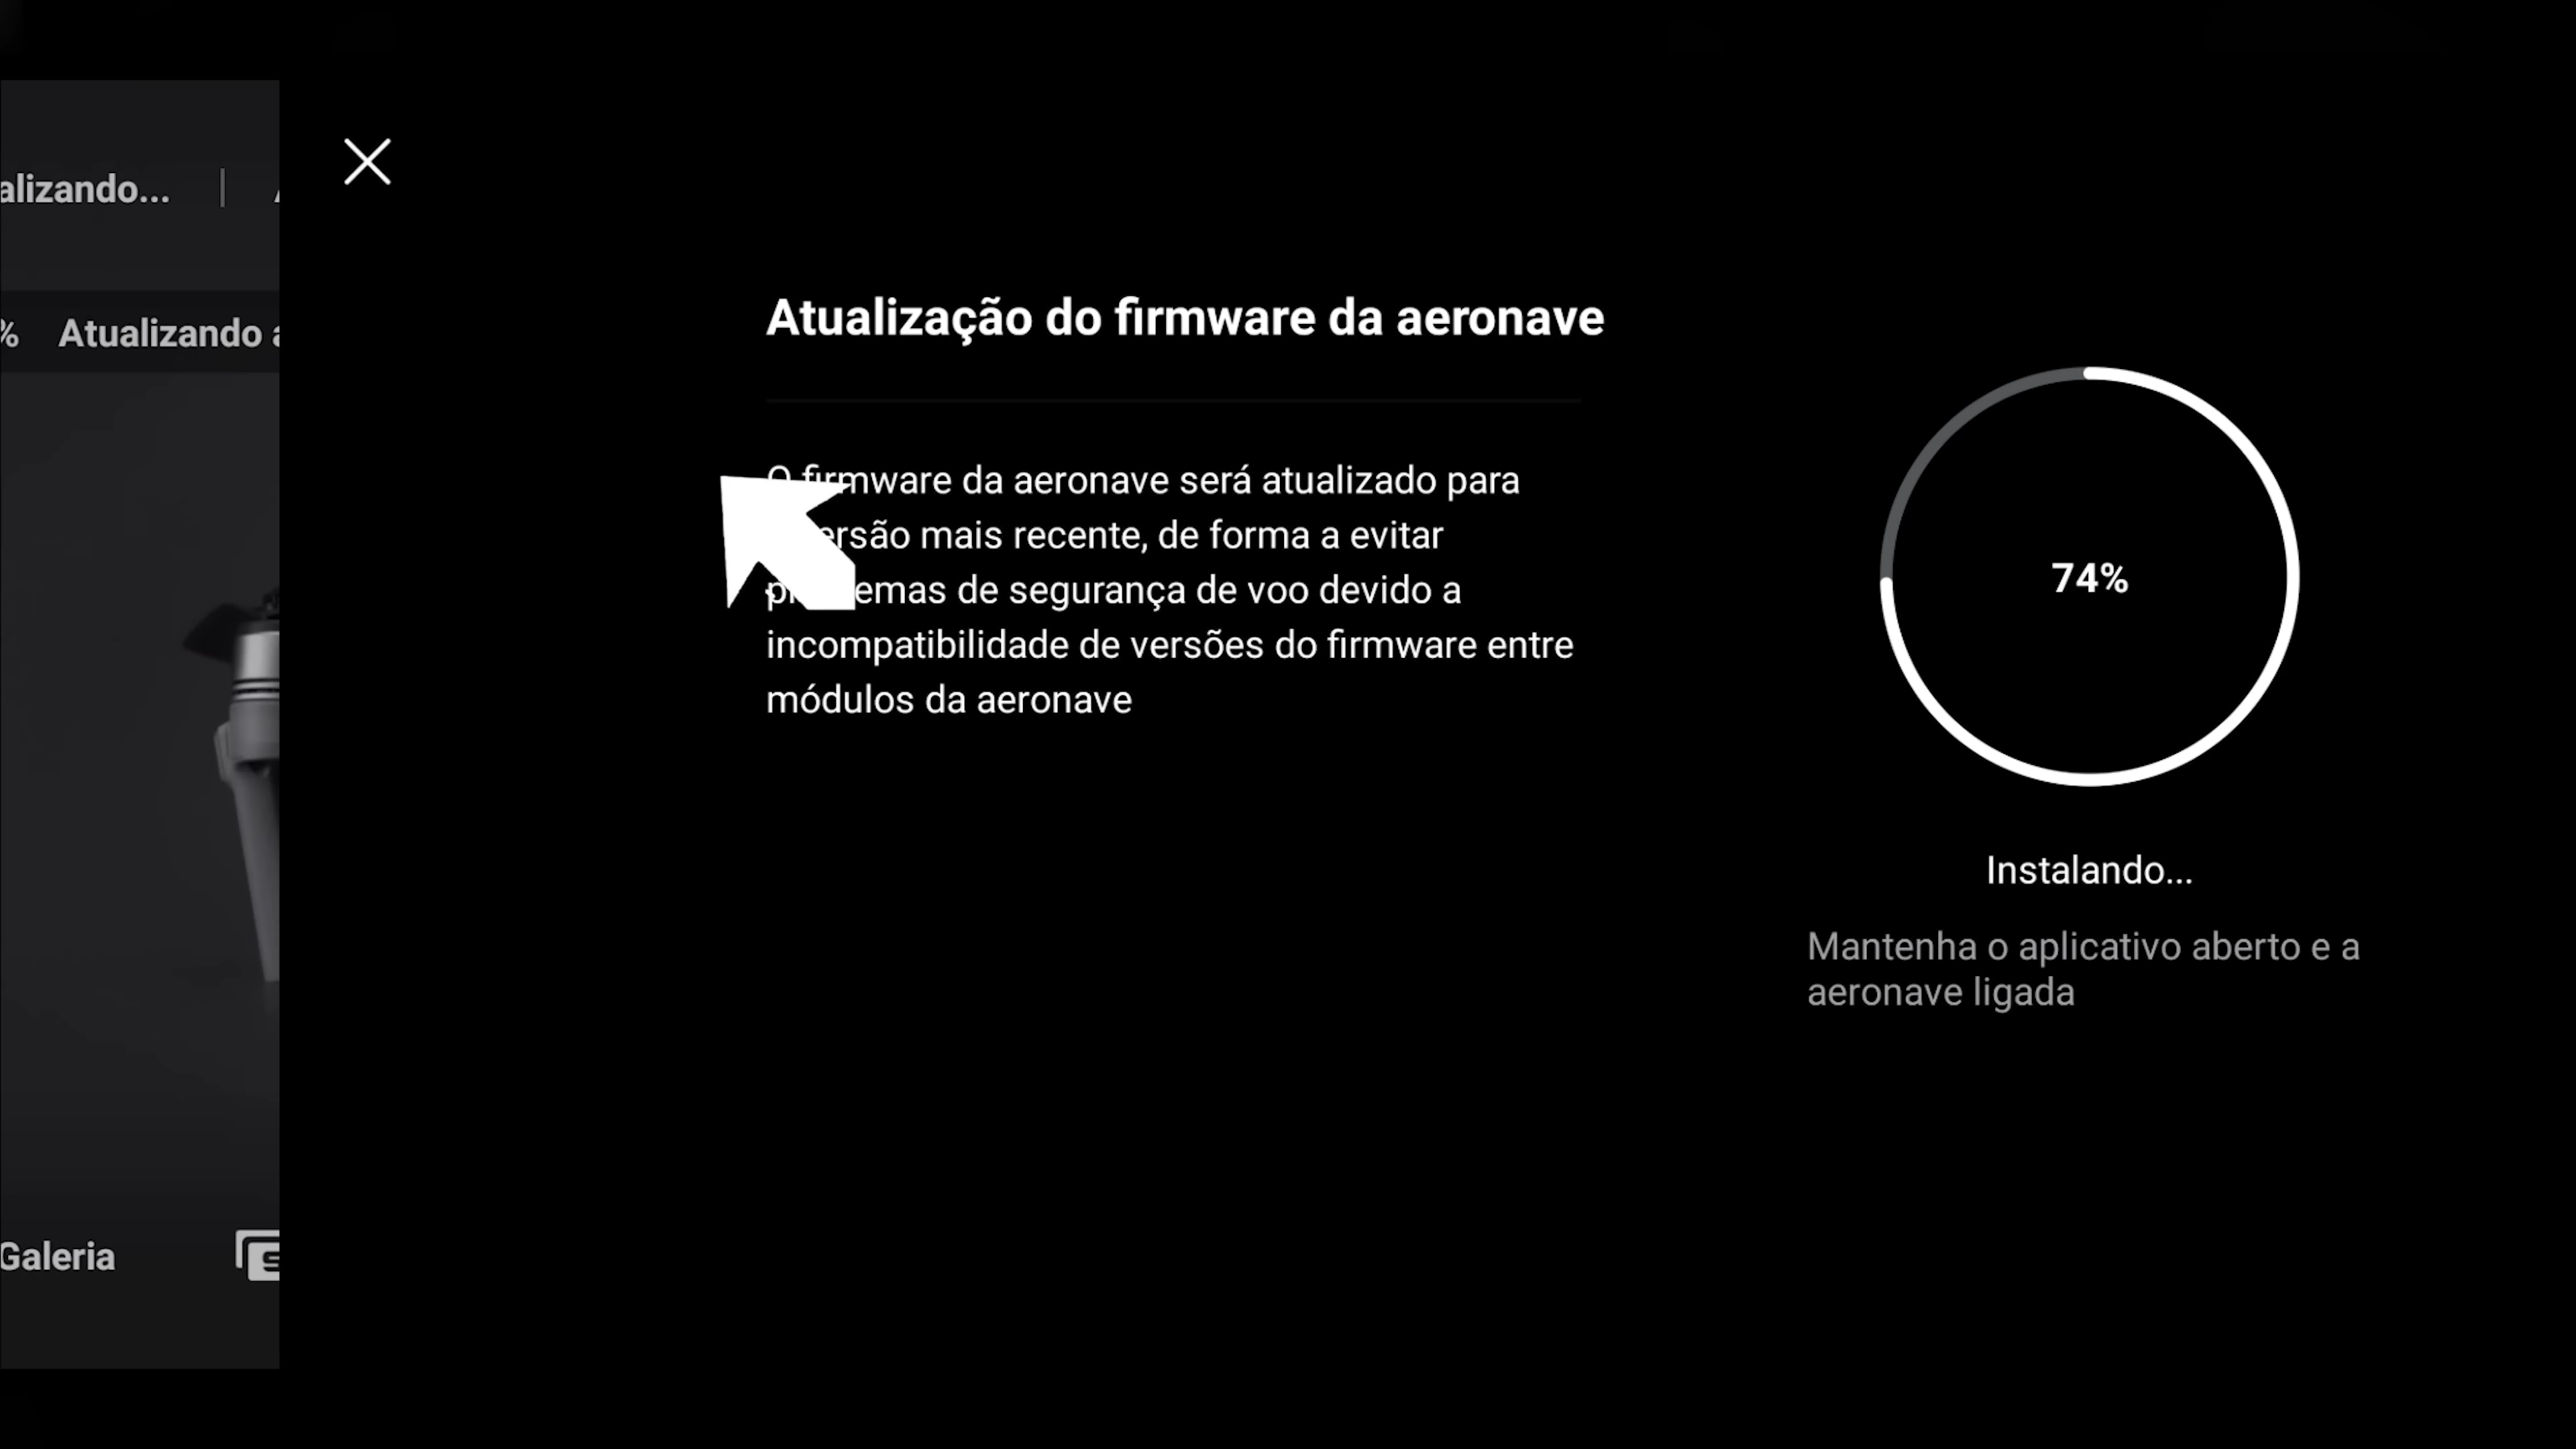 alizando... |
% Atualizando
Atualização do firmware da aeronave
firmware da aeronave será atualizado para
mais recente, de forma a evitar
de segurança de voo devido a
incompatibilidade de versões do firmware entre
módulos da aeronave
74%
Instalando...
Mantenha o aplicativo aberto e a
aeronave ligada
Galeria